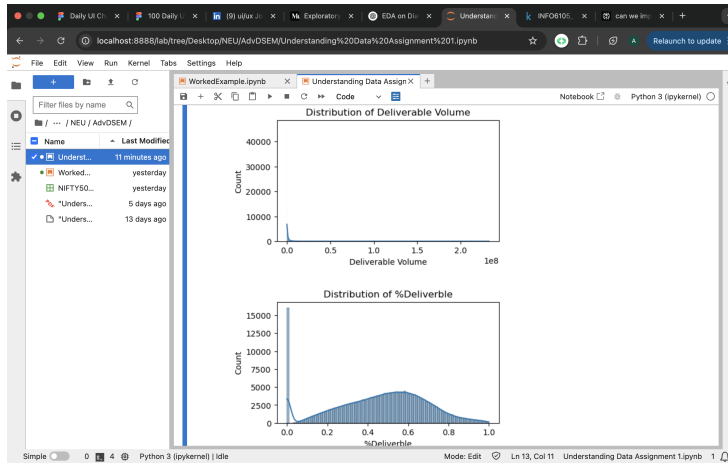 Daily UI Ch
100 Daily U
(9) ui/ux Jo
Exploratory
EDA on Die
Understand
INFO6105_
can we imp
localhost:8888/lab/tree/Desktop/NEU/AdvDSEM/Understanding%20Data%20Assignment%201.ipynb
A
Relaunch to update
File Edit View Run Kernel Tabs Settings Help
WorkedExample.ipynb
Understanding Data Assign
Filter files by name
Code
Notebook
Python 3 (ipykernel)
/ ··· / NEU / AdvDSEM /
Name Last Modified
Underst... 11 minutes ago
Worked... yesterday
NIFTY50... yesterday
"Unders... 5 days ago
"Unders... 13 days ago
Distribution of Deliverable Volume
40000
30000
20000
10000
0
Count
0.0 0.5 1.0 1.5 2.0
1e8
Deliverable Volume
Distribution of %Deliverble
15000
12500
10000
7500
5000
2500
0
Count
0.0 0.2 0.4 0.6 0.8 1.0
%Deliverble
Simple 0 4 Python 3 (ipykernel) | Idle Mode: Edit Ln 13, Col 11 Understanding Data Assignment 1.ipynb 1